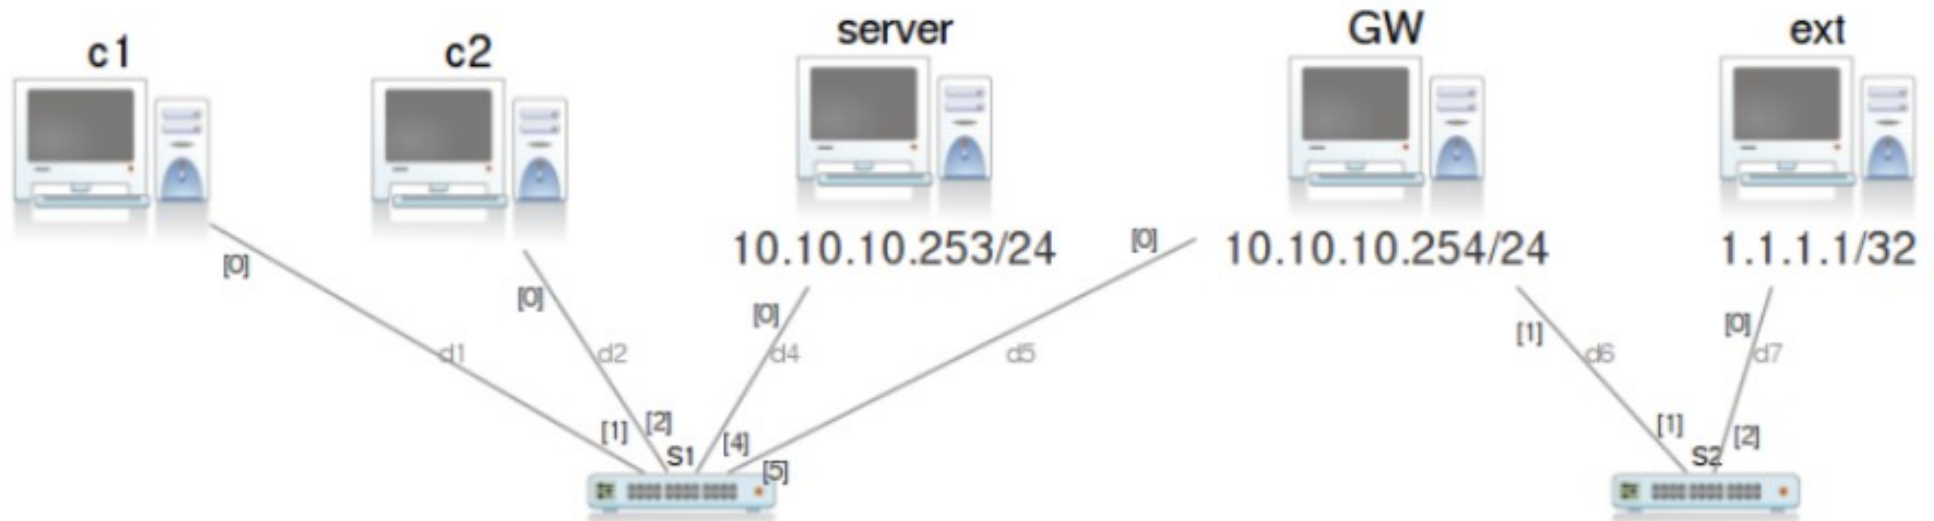 c1
c2
server
GW
ext
10.10.10.253/24
10.10.10.254/24
1.1.1.1/32
[0]
[0]
[0]
[0]
[1]
[0]
d1
d2
d4
d5
d6
d7
[1]
[2]
[4]
[5]
S1
[1]
[2]
S2